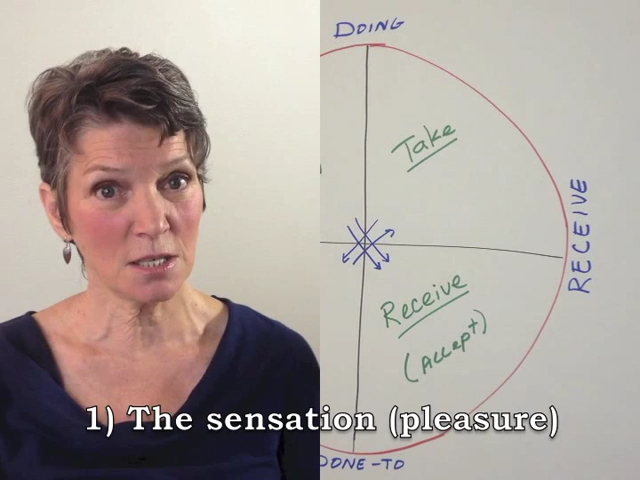 DOING
Take
RECEIVE
Receive
(Accept)
1) The sensation (pleasure)
DONE-TO